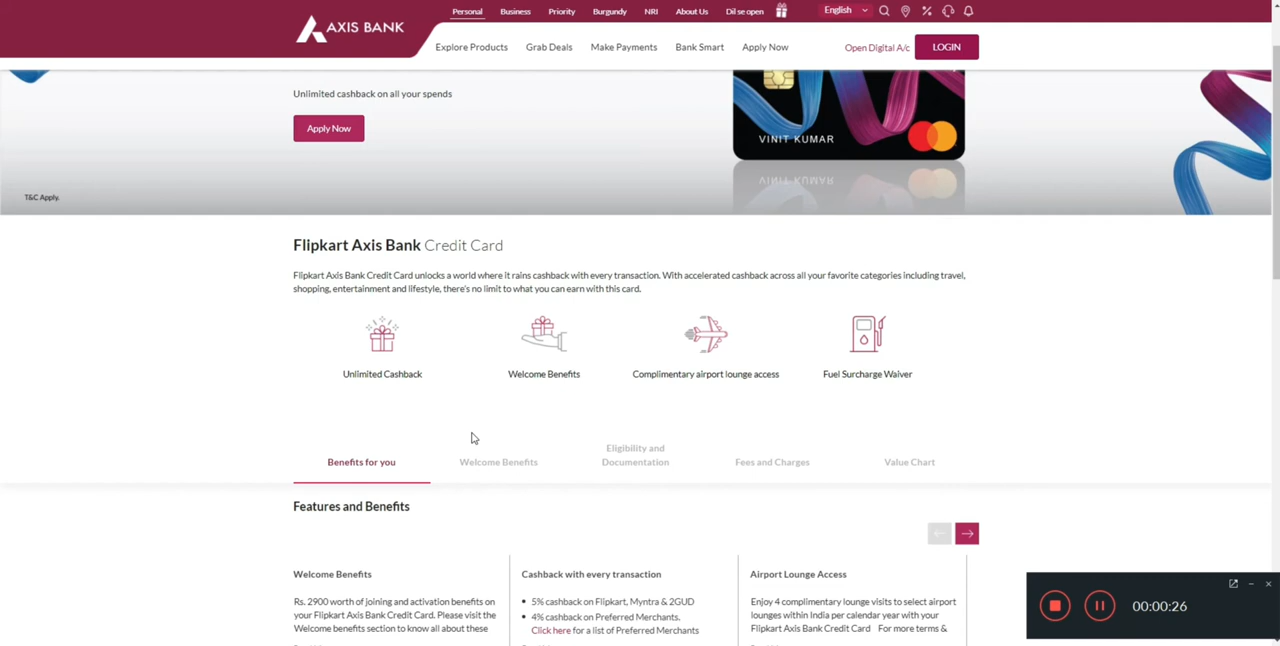 Personal Business Priority Burgundy NRI About Us Dil se open English
AXIS BANK
Explore Products Grab Deals Make Payments Bank Smart Apply Now Open Digital A/c LOGIN
Unlimited cashback on all your spends
Apply Now
VINIT KUMAR
VINIT KUMAR
T&C Apply.
Flipkart Axis Bank Credit Card
Flipkart Axis Bank Credit Card unlocks a world where it rains cashback with every transaction. With accelerated cashback across all your favorite categories including travel,
shopping, entertainment and lifestyle, there's no limit to what you can earn with this card.
Unlimited Cashback Welcome Benefits Complimentary airport lounge access Fuel Surcharge Waiver
Benefits for you Welcome Benefits Eligibility and
Documentation Fees and Charges Value Chart
Features and Benefits
Welcome Benefits
Rs. 2900 worth of joining and activation benefits on
your Flipkart Axis Bank Credit Card. Please visit the
Welcome benefits section to know all about these
Cashback with every transaction
• 5% cashback on Flipkart, Myntra & 2GUD
• 4% cashback on Preferred Merchants.
Click here for a list of Preferred Merchants
Airport Lounge Access
Enjoy 4 complimentary lounge visits to select airport
lounges within India per calendar year with your
Flipkart Axis Bank Credit Card For more terms &
00:00:26